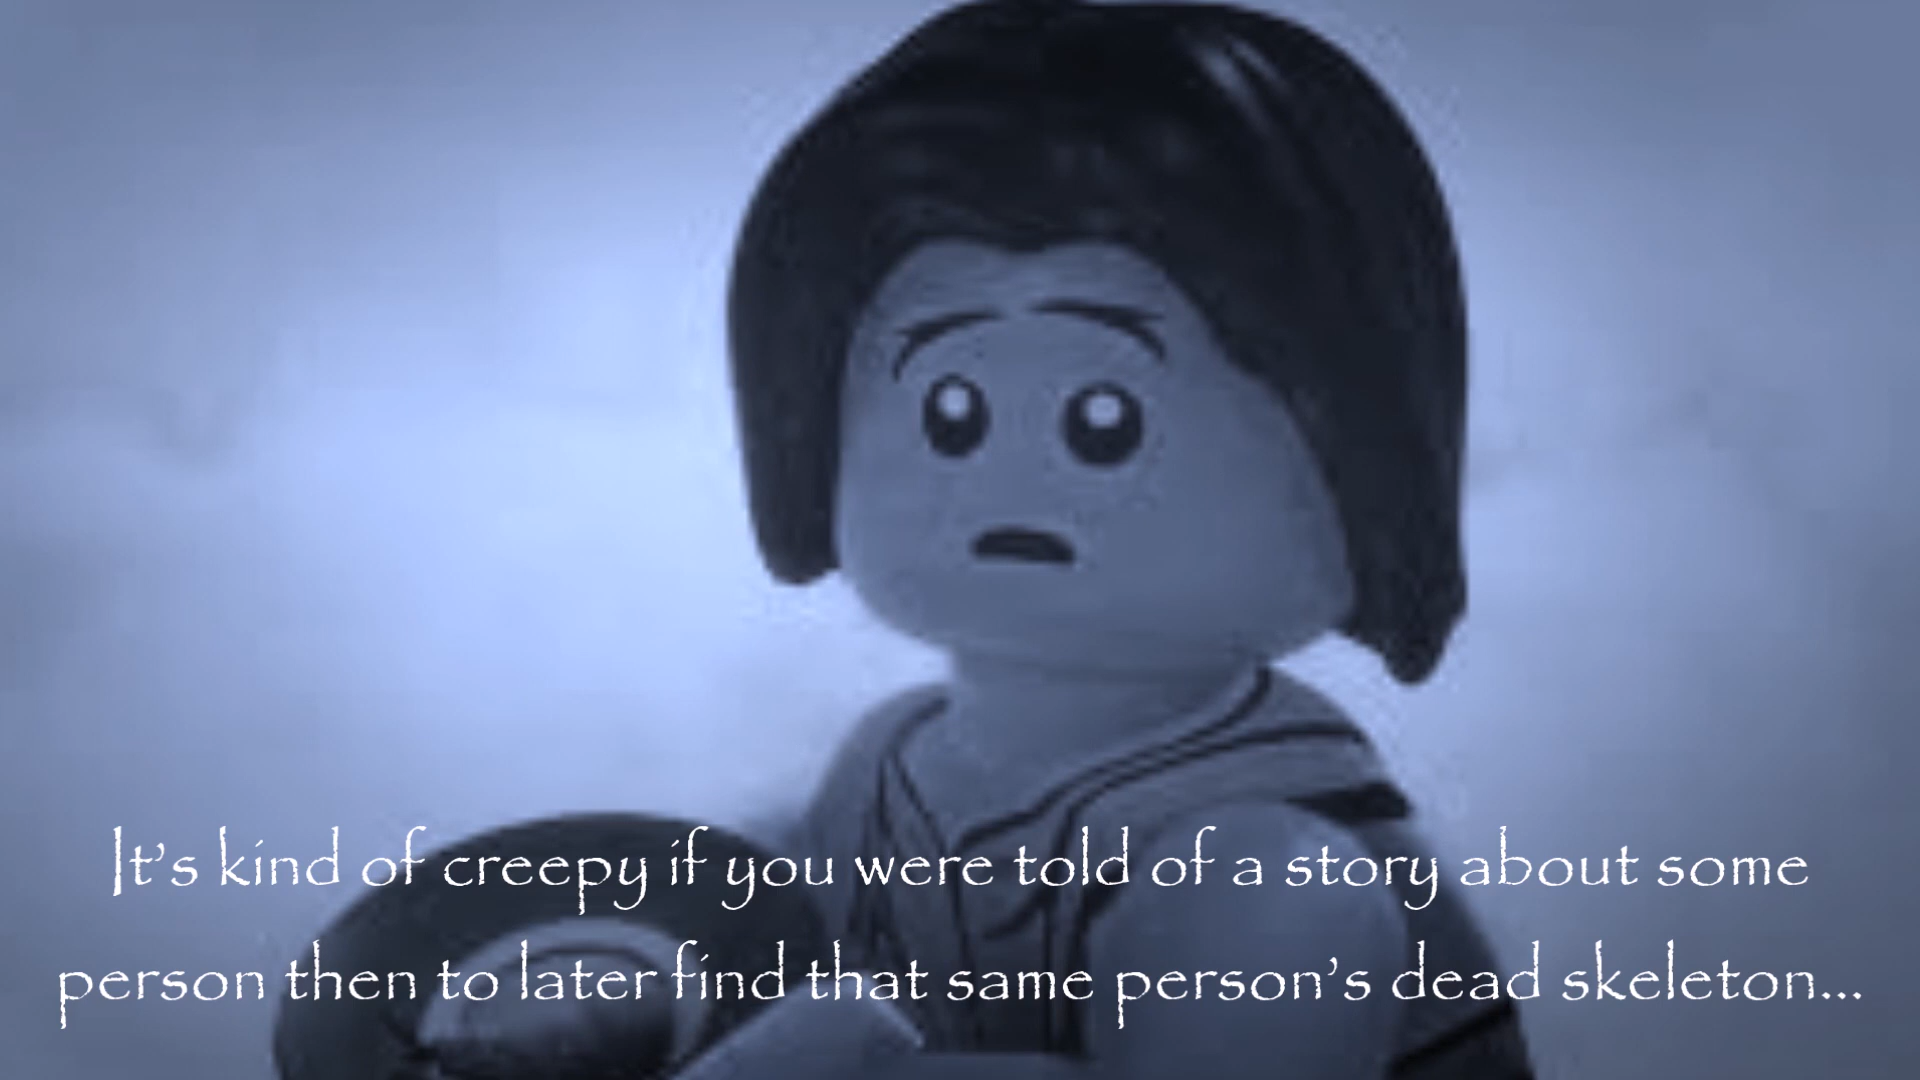 It's kind of creepy if you were told of a story about some
person then to later find that same person's dead skeleton...